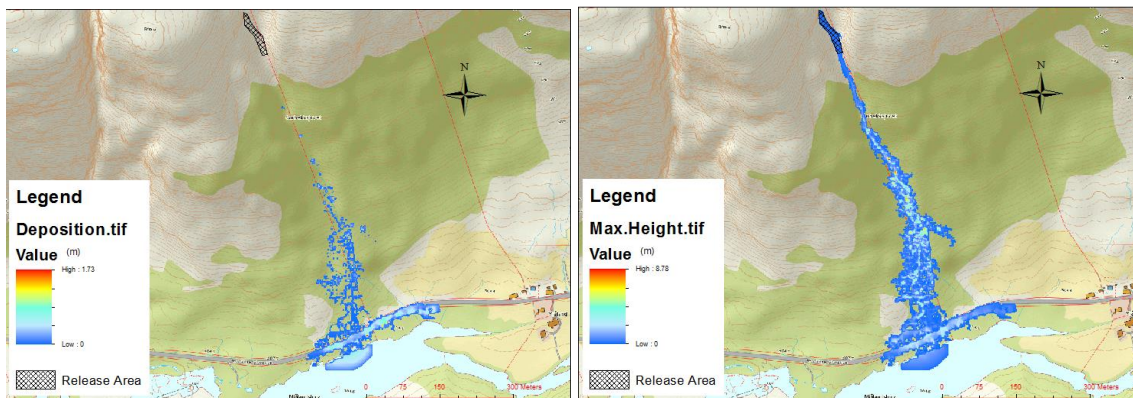 N
Legend
Deposition.tif
Value (m)
High : 1.73
Low : 0
Release Area
0 75 150 300 Meters
N
Legend
Max.Height.tif
Value (m)
High : 8.78
Low : 0
Release Area
0 75 150 300 Meters